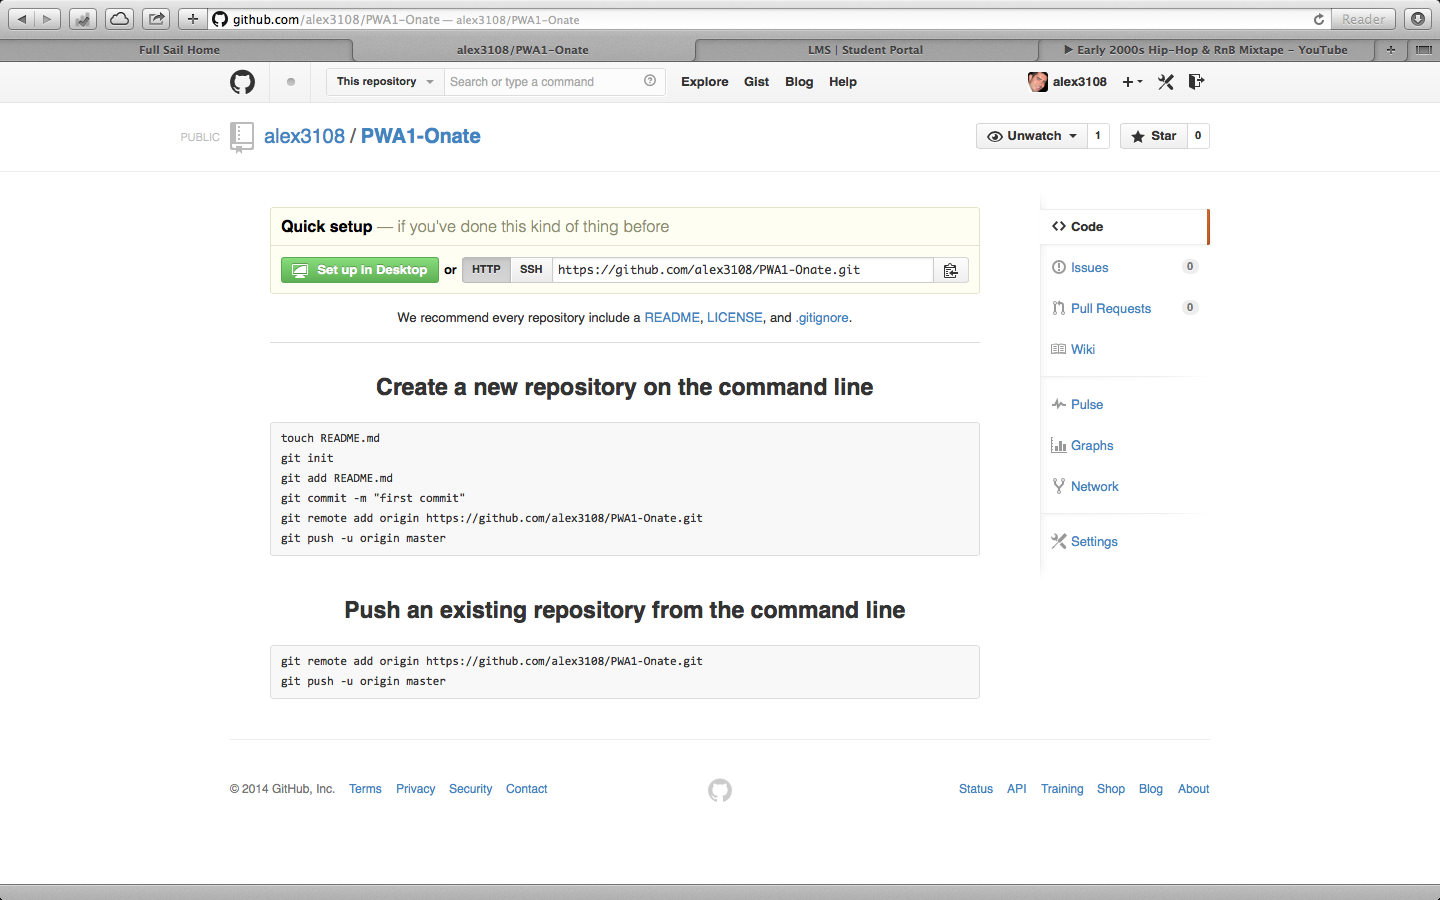 github.com/alex3108/PWA1-Onate — alex3108/PWA1-Onate
Reader
Full Sail Home
alex3108/PWA1-Onate
LMS | Student Portal
▶ Early 2000s Hip-Hop & RnB Mixtape - YouTube
This repository
Search or type a command
Explore
Gist
Blog
Help
alex3108
PUBLIC
alex3108 / PWA1-Onate
Unwatch
1
Star
0
Quick setup — if you've done this kind of thing before
Set up in Desktop
or
HTTP
SSH
https://github.com/alex3108/PWA1-Onate.git
We recommend every repository include a README, LICENSE, and .gitignore.
Create a new repository on the command line
touch README.md
git init
git add README.md
git commit -m "first commit"
git remote add origin https://github.com/alex3108/PWA1-Onate.git
git push -u origin master
Push an existing repository from the command line
git remote add origin https://github.com/alex3108/PWA1-Onate.git
git push -u origin master
Code
Issues 0
Pull Requests 0
Wiki
Pulse
Graphs
Network
Settings
© 2014 GitHub, Inc.
Terms
Privacy
Security
Contact
Status
API
Training
Shop
Blog
About